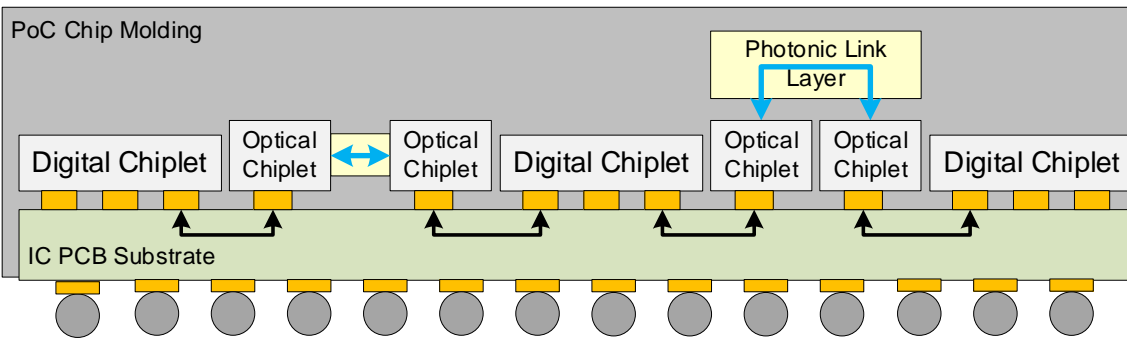 PoC Chip Molding
Photonic Link
Layer
Digital Chiplet
Optical
Chiplet
Optical
Chiplet
Digital Chiplet
Optical
Chiplet
Optical
Chiplet
Digital Chiplet
IC PCB Substrate